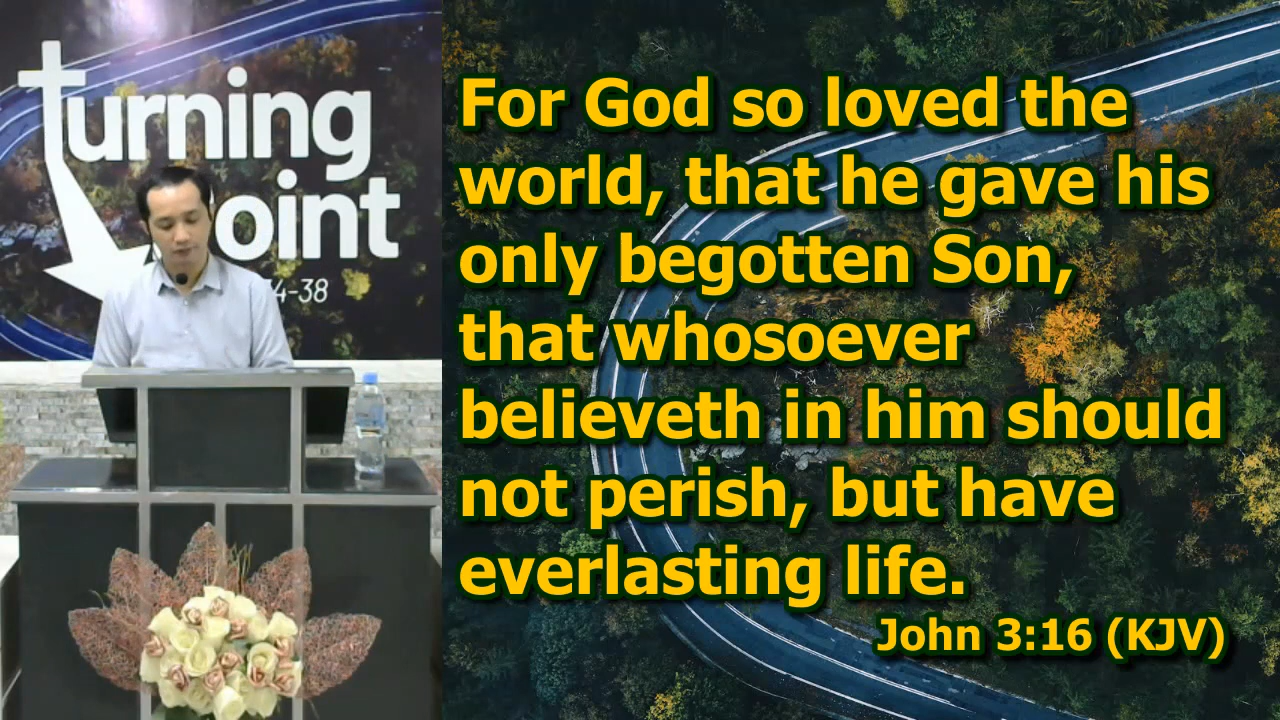 turning
oint
4-38
For God so loved the
world, that he gave his
only begotten Son,
that whosoever
believeth in him should
not perish, but have
everlasting life.
John 3:16 (KJV)